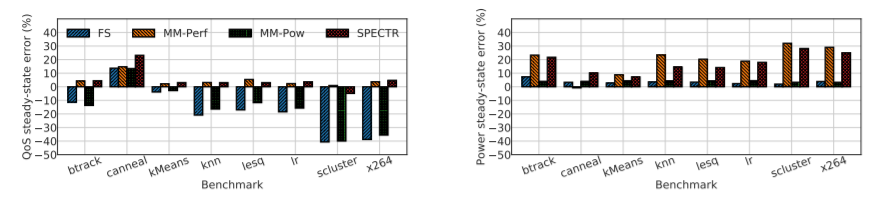 QoS steady-state error (%)
40
30
20
10
0
−10
−20
−30
−40
−50
FS
MM-Perf
MM-Pow
SPECTR
btrack
canneal
kMeans
knn
lesq
lr
scluster
x264
Benchmark
Power steady-state error (%)
40
30
20
10
0
−10
−20
−30
−40
−50
btrack
canneal
kMeans
knn
lesq
lr
scluster
x264
Benchmark